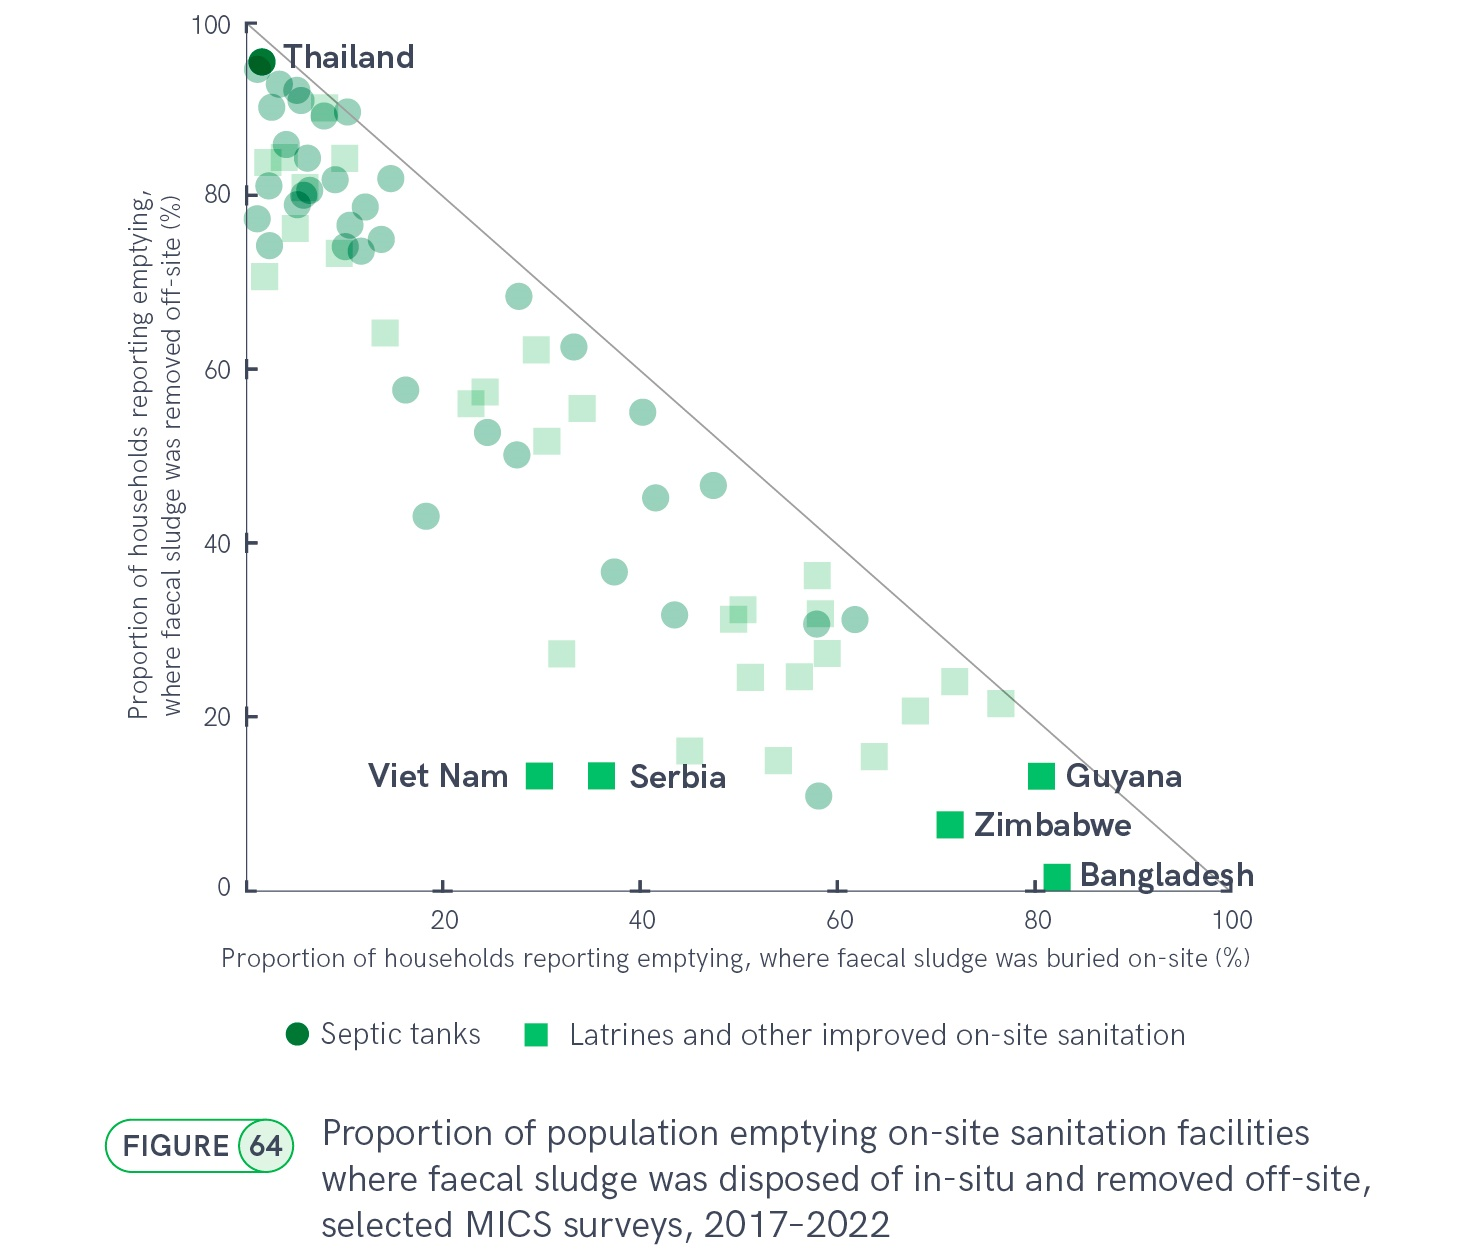 100
Thailand
80
60
40
20
0
Proportion of households reporting emptying,
where faecal sludge was removed off-site (%)
Viet Nam
Serbia
Guyana
Zimbabwe
Bangladesh
20 40 60 80 100
Proportion of households reporting emptying, where faecal sludge was buried on-site (%)
Septic tanks Latrines and other improved on-site sanitation
FIGURE 64
Proportion of population emptying on-site sanitation facilities
where faecal sludge was disposed of in-situ and removed off-site,
selected MICS surveys, 2017–2022